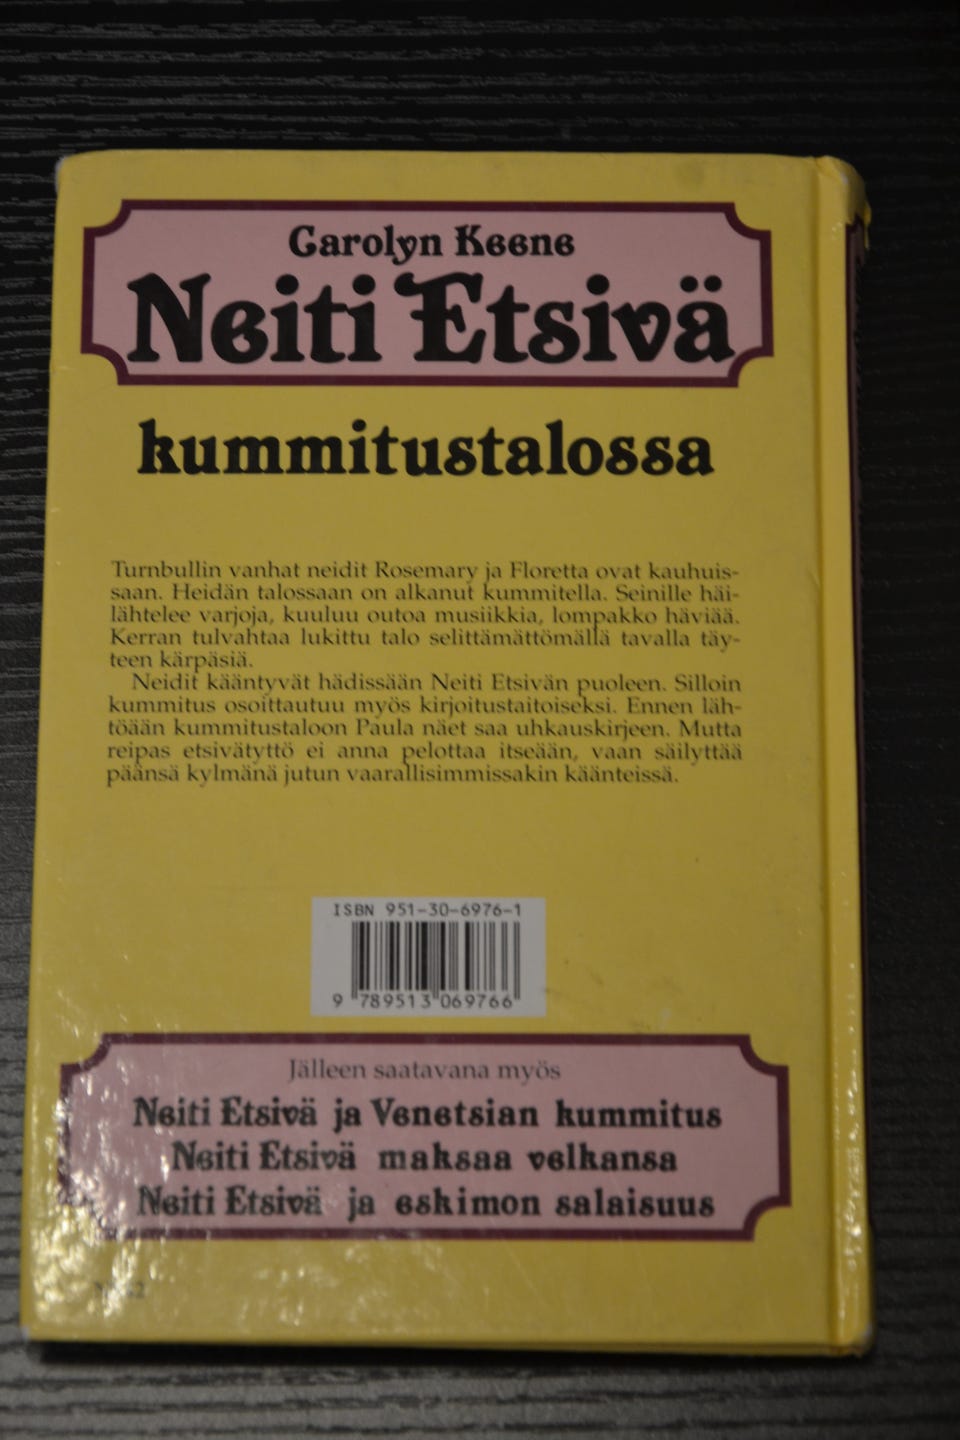 Carolyn Keene
Neiti Etsivä
kummitustalossa
Turnbullin vanhat neidit Rosemary ja Floretta ovat kauhuis-
saan. Heidän talossaan on alkanut kummitella. Seinille häi-
lähtelee varjoja, kuuluu outoa musiikkia, lompakko häviää.
Kerran tulvahtaa lukittu talo selittämättömällä tavalla täy-
teen kärpäsiä.
Neidit kääntyvät hädissään Neiti Etsivän puoleen. Silloin
kummitus osoittautuu myös kirjoitustaitoiseksi. Ennen läh-
töään kummitustaloon Paula näet saa uhkauskirjeen. Mutta
reipas etsivätyttö ei anna pelottaa itseään, vaan säilyttää
päänsä kylmänä jutun vaarallisimmissakin käänteissä.
ISBN 951-30-6976-1
9 789513 069766
Jälleen saatavana myös
Neiti Etsivä ja Venetsian kummitus
Neiti Etsivä maksaa velkansa
Neiti Etsivä ja eskimon salaisuus